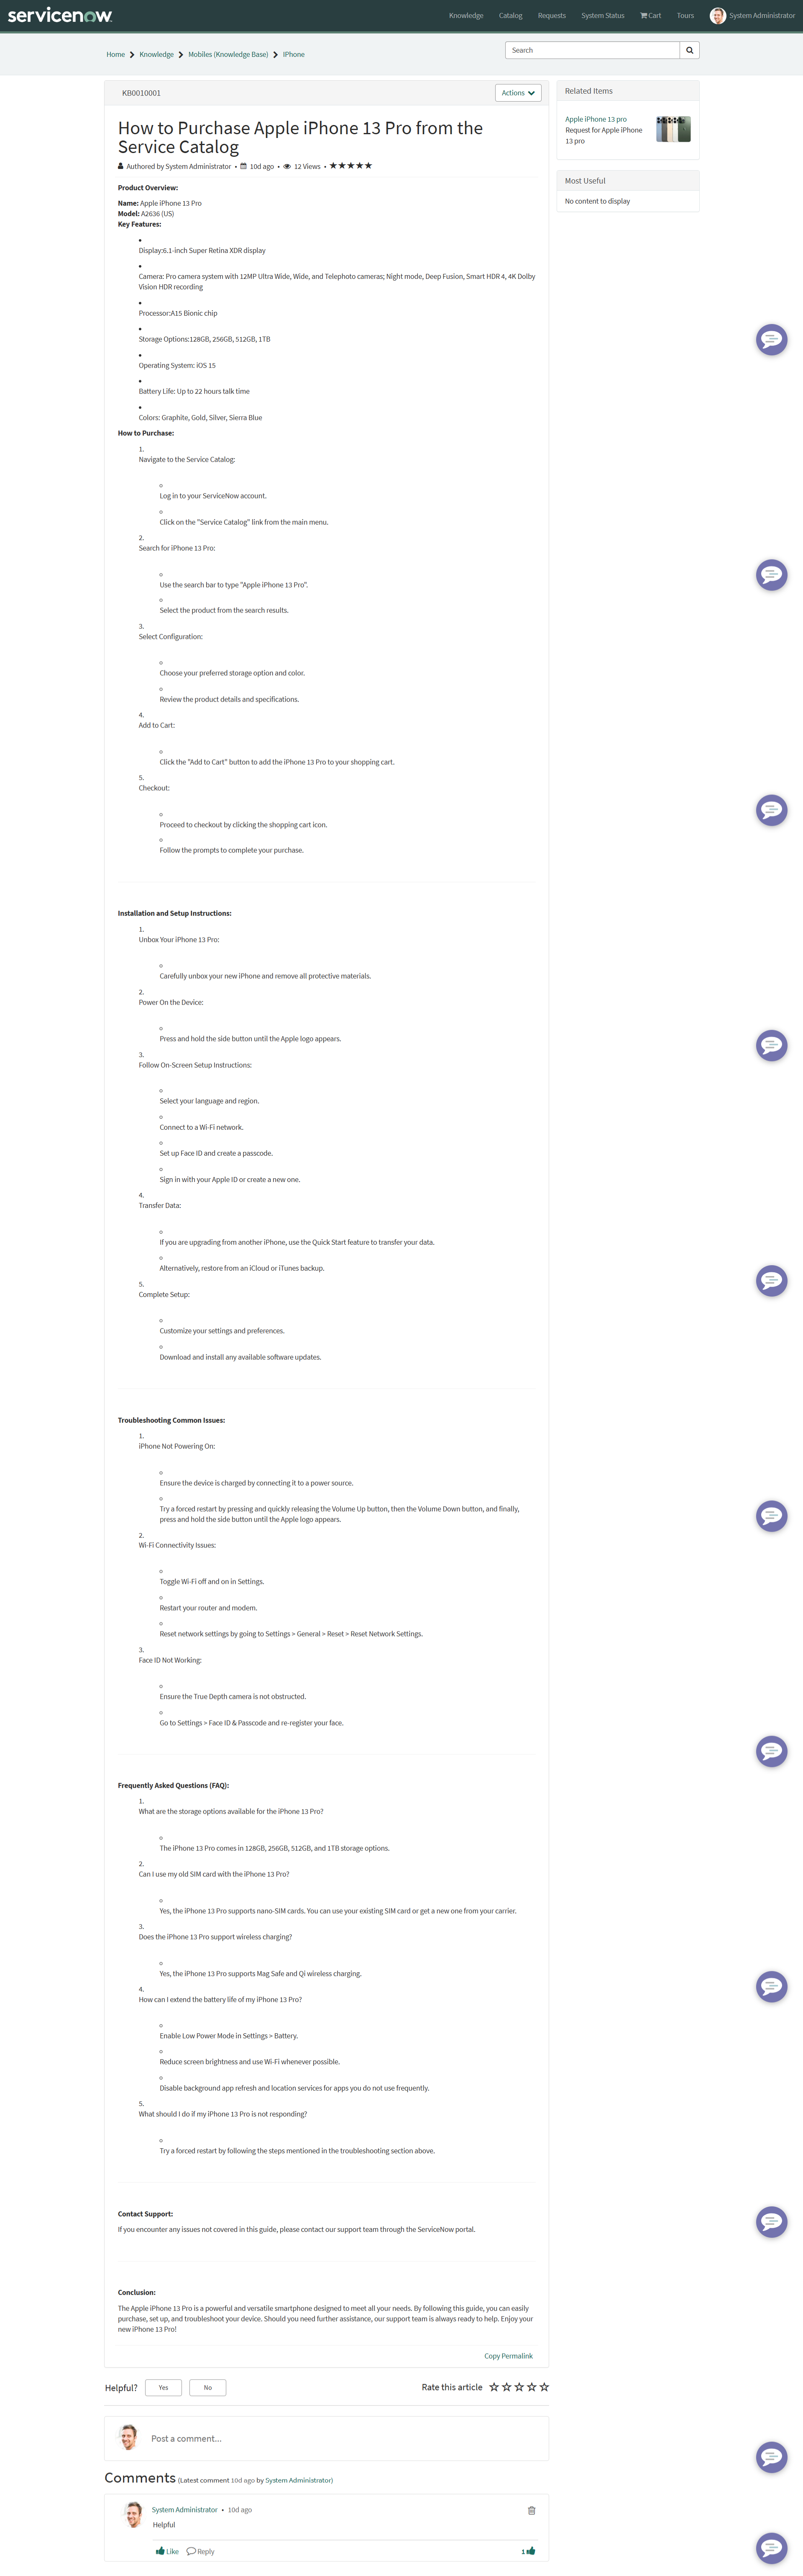 servicenow
Knowledge Catalog Requests System Status Cart Tours System Administrator
Home Knowledge Mobiles (Knowledge Base) IPhone
Search
KB0010001
Actions
How to Purchase Apple iPhone 13 Pro from the
Service Catalog
Authored by System Administrator • 10d ago • 12 Views • ★★★★★
Product Overview:
Name: Apple iPhone 13 Pro
Model: A2636 (US)
Key Features:
•
Display:6.1-inch Super Retina XDR display
•
Camera: Pro camera system with 12MP Ultra Wide, Wide, and Telephoto cameras; Night mode, Deep Fusion, Smart HDR 4, 4K Dolby
Vision HDR recording
•
Processor:A15 Bionic chip
•
Storage Options:128GB, 256GB, 512GB, 1TB
•
Operating System: iOS 15
•
Battery Life: Up to 22 hours talk time
•
Colors: Graphite, Gold, Silver, Sierra Blue
How to Purchase:
1.
Navigate to the Service Catalog:
Log in to your ServiceNow account.
Click on the "Service Catalog" link from the main menu.
2.
Search for iPhone 13 Pro:
Use the search bar to type "Apple iPhone 13 Pro".
Select the product from the search results.
3.
Select Configuration:
Choose your preferred storage option and color.
Review the product details and specifications.
4.
Add to Cart:
Click the "Add to Cart" button to add the iPhone 13 Pro to your shopping cart.
5.
Checkout:
Proceed to checkout by clicking the shopping cart icon.
Follow the prompts to complete your purchase.
Installation and Setup Instructions:
1.
Unbox Your iPhone 13 Pro:
Carefully unbox your new iPhone and remove all protective materials.
2.
Power On the Device:
Press and hold the side button until the Apple logo appears.
3.
Follow On-Screen Setup Instructions:
Select your language and region.
Connect to a Wi-Fi network.
Set up Face ID and create a passcode.
Sign in with your Apple ID or create a new one.
4.
Transfer Data:
If you are upgrading from another iPhone, use the Quick Start feature to transfer your data.
Alternatively, restore from an iCloud or iTunes backup.
5.
Complete Setup:
Customize your settings and preferences.
Download and install any available software updates.
Troubleshooting Common Issues:
1.
iPhone Not Powering On:
Ensure the device is charged by connecting it to a power source.
Try a forced restart by pressing and quickly releasing the Volume Up button, then the Volume Down button, and finally,
press and hold the side button until the Apple logo appears.
2.
Wi-Fi Connectivity Issues:
Toggle Wi-Fi off and on in Settings.
Restart your router and modem.
Reset network settings by going to Settings > General > Reset > Reset Network Settings.
3.
Face ID Not Working:
Ensure the True Depth camera is not obstructed.
Go to Settings > Face ID & Passcode and re-register your face.
Frequently Asked Questions (FAQ):
1.
What are the storage options available for the iPhone 13 Pro?
The iPhone 13 Pro comes in 128GB, 256GB, 512GB, and 1TB storage options.
2.
Can I use my old SIM card with the iPhone 13 Pro?
Yes, the iPhone 13 Pro supports nano-SIM cards. You can use your existing SIM card or get a new one from your carrier.
3.
Does the iPhone 13 Pro support wireless charging?
Yes, the iPhone 13 Pro supports Mag Safe and Qi wireless charging.
4.
How can I extend the battery life of my iPhone 13 Pro?
Enable Low Power Mode in Settings > Battery.
Reduce screen brightness and use Wi-Fi whenever possible.
Disable background app refresh and location services for apps you do not use frequently.
5.
What should I do if my iPhone 13 Pro is not responding?
Try a forced restart by following the steps mentioned in the troubleshooting section above.
Contact Support:
If you encounter any issues not covered in this guide, please contact our support team through the ServiceNow portal.
Conclusion:
The Apple iPhone 13 Pro is a powerful and versatile smartphone designed to meet all your needs. By following this guide, you can easily
purchase, set up, and troubleshoot your device. Should you need further assistance, our support team is always ready to help. Enjoy your
new iPhone 13 Pro!
Copy Permalink
Helpful? Yes No Rate this article
Post a comment...
Comments (Latest comment 10d ago by System Administrator)
System Administrator • 10d ago
Helpful
Like Reply 1
Related Items
Apple iPhone 13 pro
Request for Apple iPhone
13 pro
Most Useful
No content to display